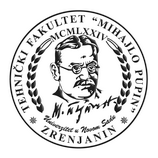 TEHNIČKI FAKULTET "MIHAJLO PUPIN"
MCMLXXIV
Univerzitet u Novom Sadu
ZRENJANIN